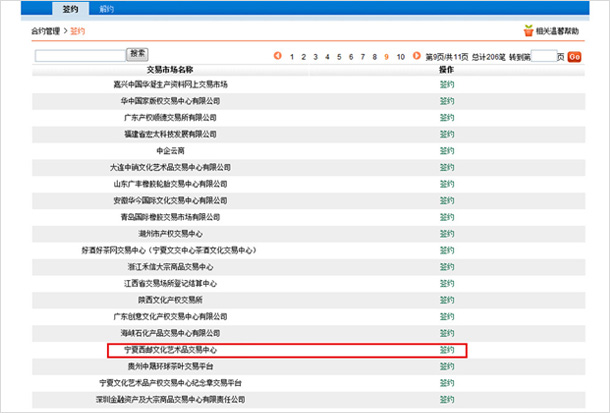 签约 解约
合约管理 > 签约 相关温馨帮助
搜索 1 2 3 4 5 6 7 8 9 10 第9页/共11页 总计206笔 转到第 页 Go
交易市场名称 操作
嘉兴中国华凝生产资料网上交易市场 签约
华中国家版权交易中心有限公司 签约
广东产权顺德交易所有限公司 签约
福建省宏太科技发展有限公司 签约
中企云商 签约
大连中销文化艺术品交易中心有限公司 签约
山东广丰橡胶轮胎交易中心有限公司 签约
安徽华今国际文化交易中心有限公司 签约
青岛国际橡胶交易市场有限公司 签约
湖州市产权交易中心 签约
好酒好茶网交易中心(宁夏文交中心茶酒文化交易中心) 签约
浙江禾信大宗商品交易中心 签约
江西省交易场所登记结算中心 签约
陕西文化产权交易所 签约
广东创意文化产权交易中心有限公司 签约
海峡石化产品交易中心有限公司 签约
宁夏西邮文化艺术品交易中心 签约
贵州中晟环球茶叶交易平台 签约
宁夏文化艺术品产权交易中心纪念章交易平台 签约
深圳金融资产及大宗商品交易中心有限责任公司 签约